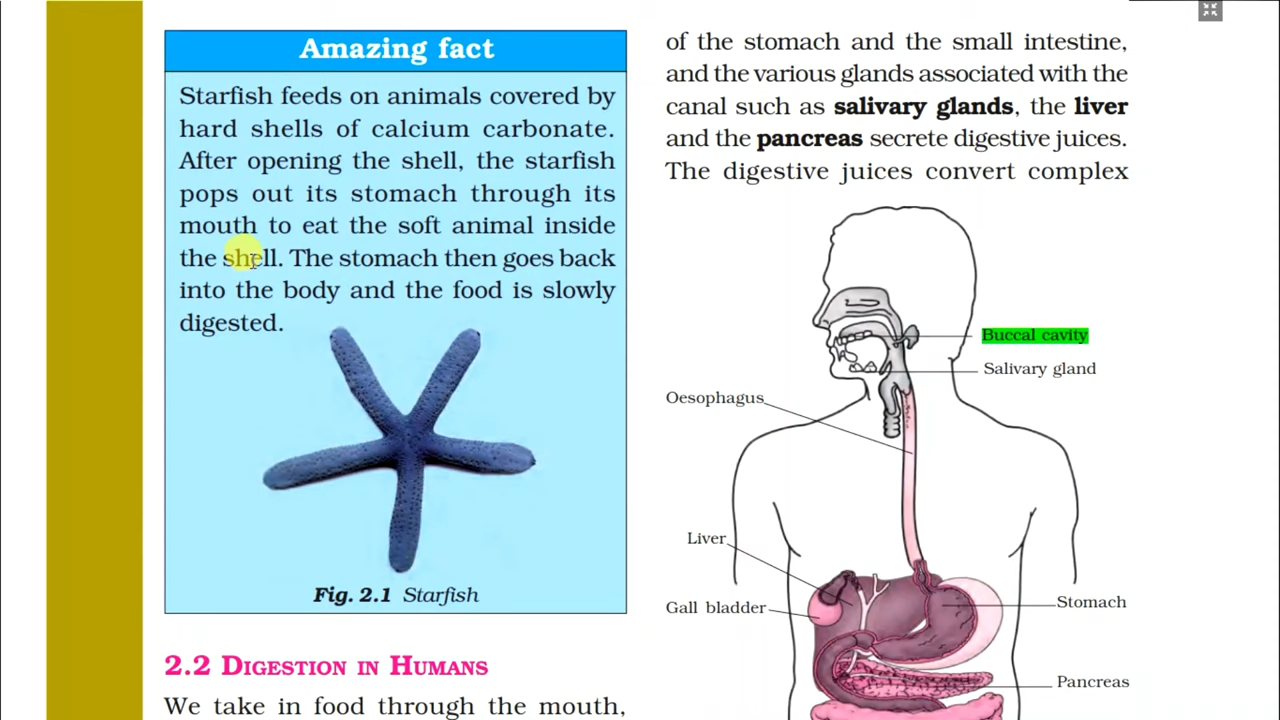 Amazing fact
Starfish feeds on animals covered by
hard shells of calcium carbonate.
After opening the shell, the starfish
pops out its stomach through its
mouth to eat the soft animal inside
the shell. The stomach then goes back
into the body and the food is slowly
digested.
Fig. 2.1 Starfish
2.2 DIGESTION IN HUMANS
We take in food through the mouth,
of the stomach and the small intestine,
and the various glands associated with the
canal such as salivary glands, the liver
and the pancreas secrete digestive juices.
The digestive juices convert complex
Buccal cavity
Salivary gland
Oesophagus
Liver
Gall bladder
Stomach
Pancreas